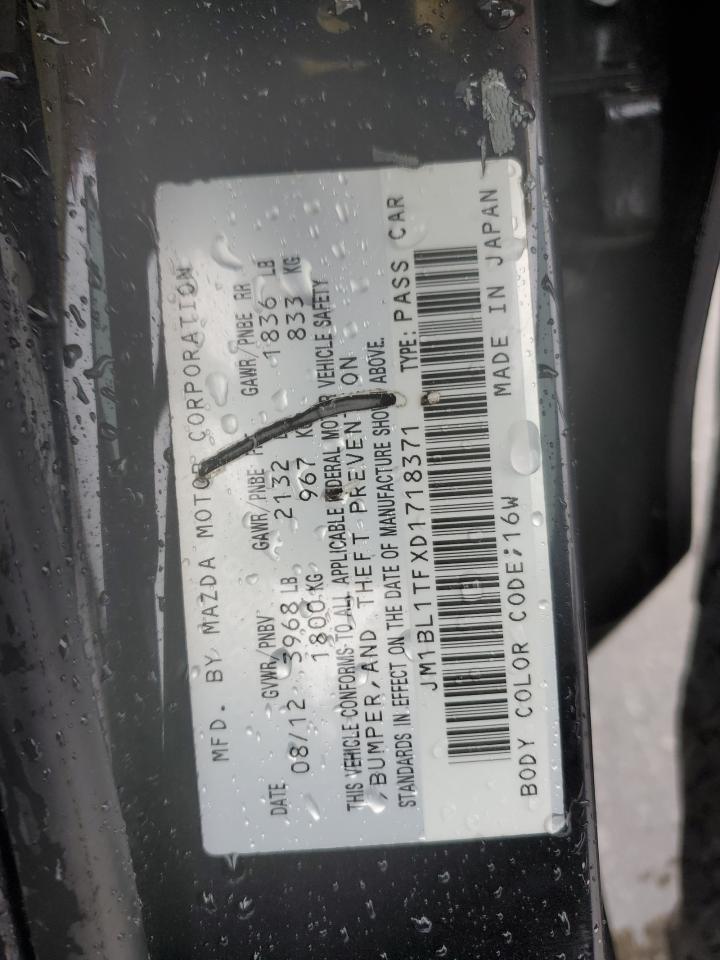 MFD. BY MAZDA MOTOR CORPORATION
DATE GVWR/PNBV GAWR/PNBE GAWR/PNBE RR
08/12 3968 LB 2132 1836 LB
1800 KG 967 KG 833 KG
THIS VEHICLE CONFORMS TO ALL APPLICABLE FEDERAL MOTOR VEHICLE SAFETY
,BUMPER,AND THEFT PREVENTION
STANDARDS IN EFFECT ON THE DATE OF MANUFACTURE SHOWN ABOVE.
JM1BL1TFXD1718371 TYPE: PASS CAR
BODY COLOR CODE;16W MADE IN JAPAN